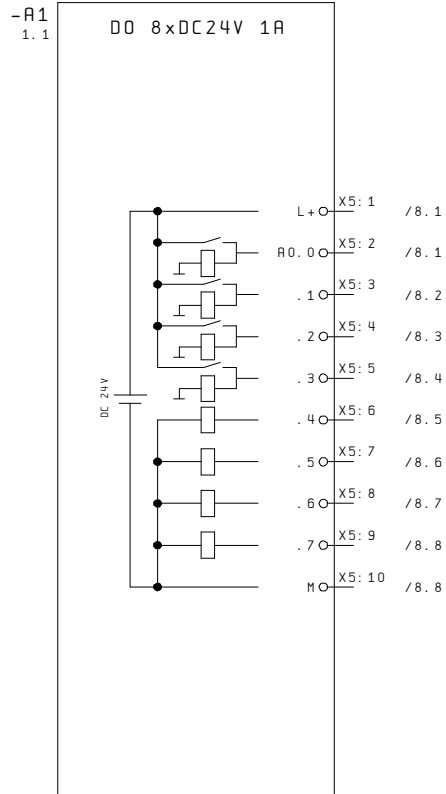 -A1
1.1
DO 8xDC24V 1A
L+ X5:1 /8.1
A0.0 X5:2 /8.1
.1 X5:3 /8.2
.2 X5:4 /8.3
.3 X5:5 /8.4
DC 24V
.4 X5:6 /8.5
.5 X5:7 /8.6
.6 X5:8 /8.7
.7 X5:9 /8.8
M X5:10 /8.8